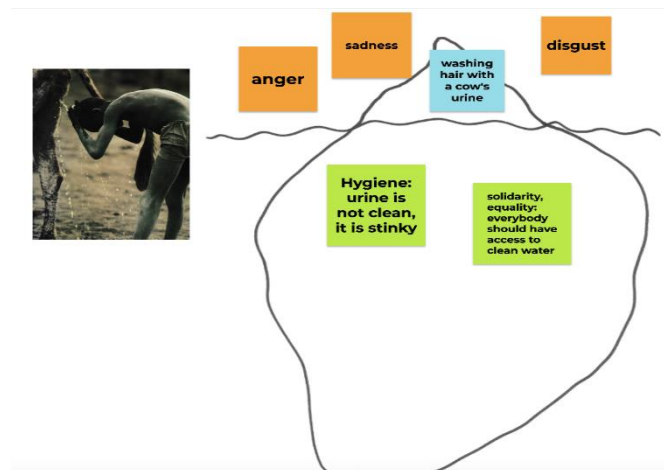 anger
sadness
washing
hair with
a cow's
urine
disgust
Hygiene:
urine is
not clean,
it is stinky
solidarity,
equality:
everybody
should have
access to
clean water